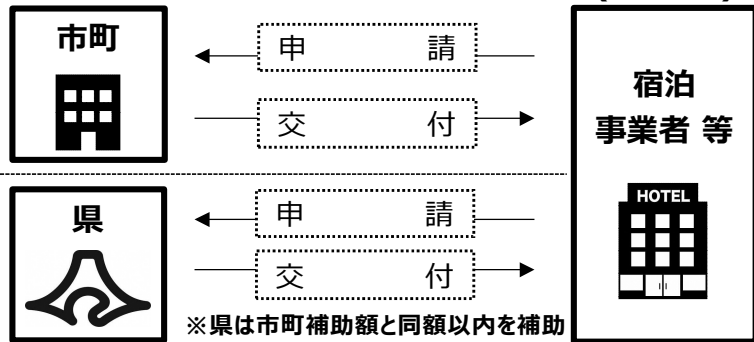 市町
申 請
交 付
宿泊
事業者 等
HOTEL
県
申 請
交 付
※県は市町補助額と同額以内を補助